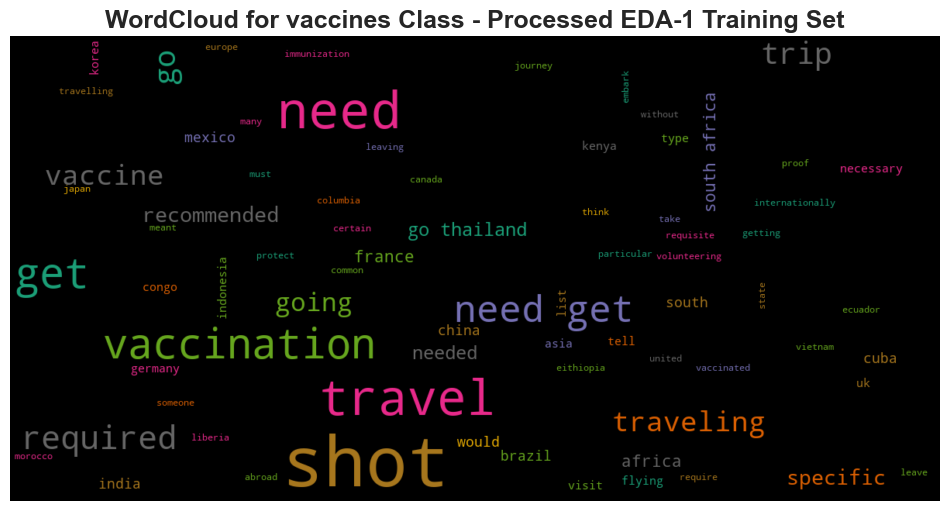 WordCloud for vaccines Class - Processed EDA-1 Training Set
korea
europe
go
immunization
trip
journey
travelling
embark
need
many
without
mexico
leaving
kenya
type
south africa
proof
necessary
vaccine
japan
must
canada
columbia
internationally
recommended
think
take
meant
certain
go thailand
requisite
getting
get
indonesia
protect
france
common
particular
volunteering
congo
going
need get
list
south
state
ecuador
china
vaccination
needed
asia
tell
vietnam
germany
eithiopia
united
vaccinated
cuba
uk
travel
someone
traveling
required
liberia
shot
would
morocco
brazil
africa
india
abroad
visit
flying
require
specific
leave